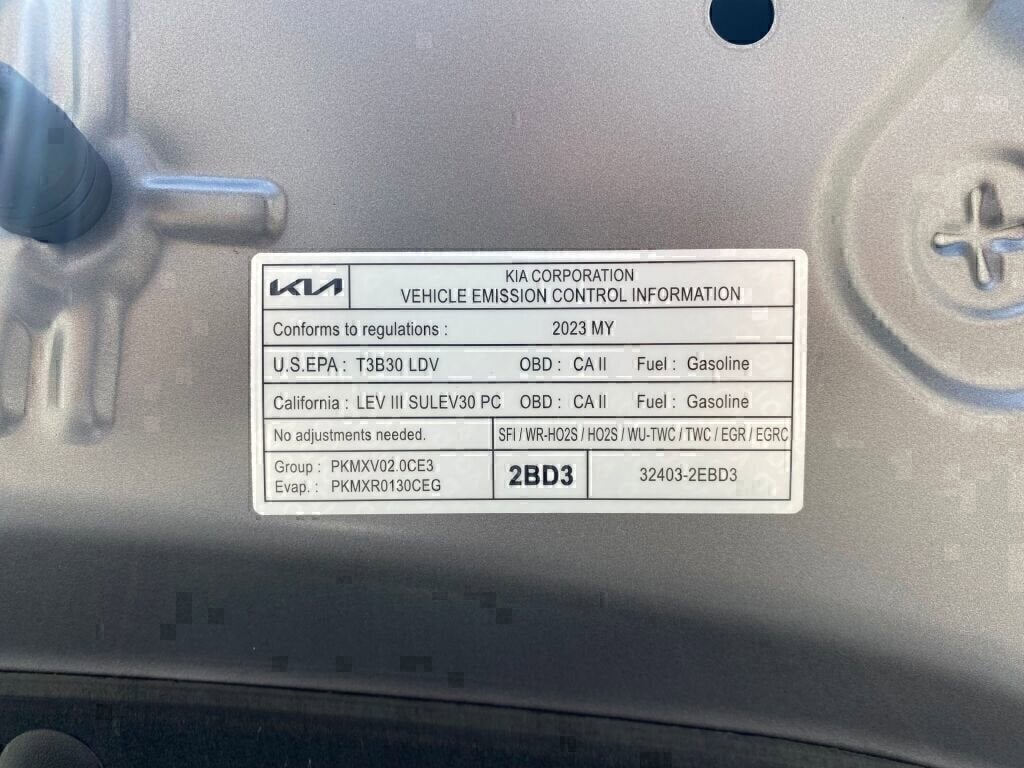 KIA KIA CORPORATION
VEHICLE EMISSION CONTROL INFORMATION
Conforms to regulations : 2023 MY
U.S.EPA : T3B30 LDV OBD : CA II Fuel : Gasoline
California : LEV III SULEV30 PC OBD : CA II Fuel : Gasoline
No adjustments needed. SFI / WR-HO2S / HO2S / WU-TWC / TWC / EGR / EGRC
Group : PKMXV02.0CE3
Evap. : PKMXR0130CEG
2BD3 32403-2EBD3